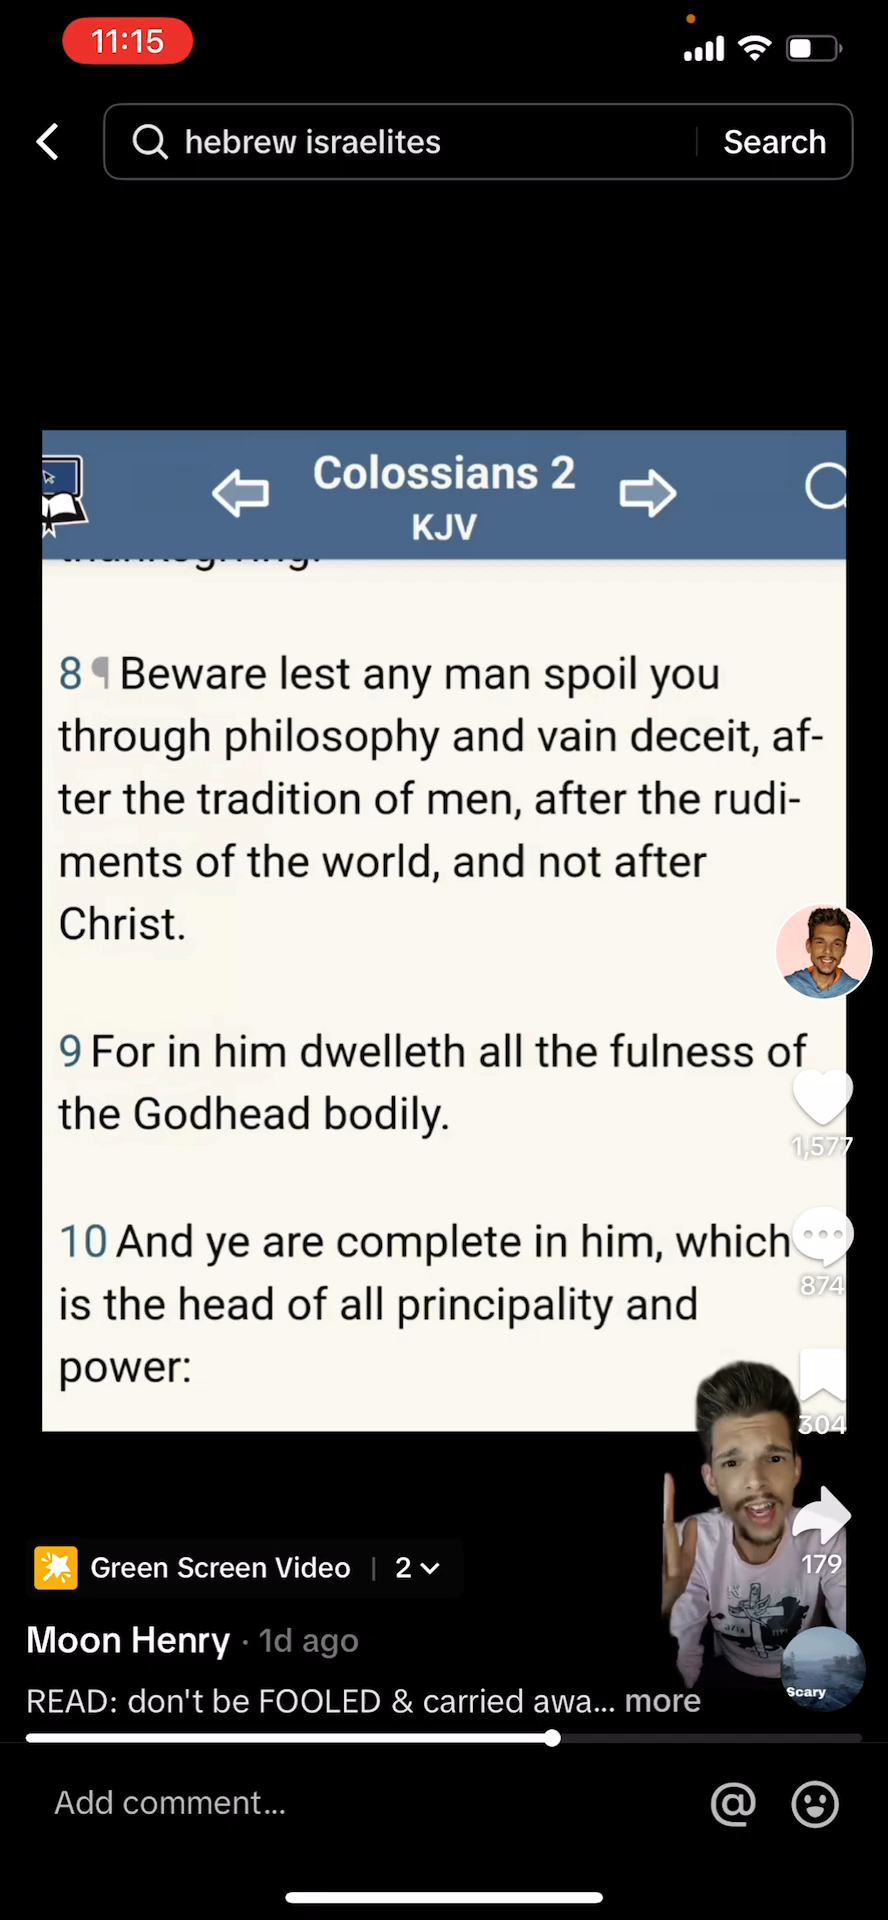 11:15
hebrew israelites
Search
Colossians 2
KJV
8 ¶ Beware lest any man spoil you
through philosophy and vain deceit, af-
ter the tradition of men, after the rudi-
ments of the world, and not after
Christ.
9 For in him dwelleth all the fulness of
the Godhead bodily.
1,577
10 And ye are complete in him, which
874
is the head of all principality and
power:
304
179
Green Screen Video | 2
Moon Henry · 1d ago
Scary
READ: don't be FOOLED & carried awa... more
Add comment...
@